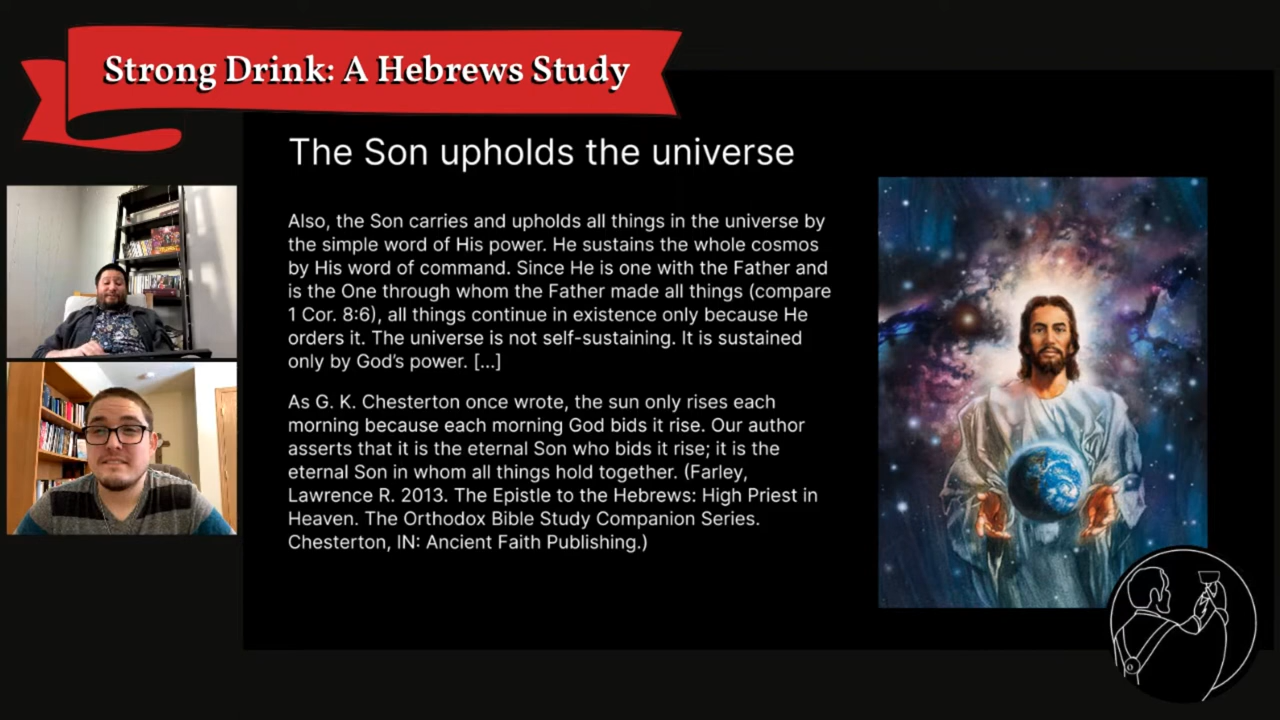 Strong Drink: A Hebrews Study
The Son upholds the universe
Also, the Son carries and upholds all things in the universe by
the simple word of His power. He sustains the whole cosmos
by His word of command. Since He is one with the Father and
is the One through whom the Father made all things (compare
1 Cor. 8:6), all things continue in existence only because He
orders it. The universe is not self-sustaining. It is sustained
only by God’s power. [...]
As G. K. Chesterton once wrote, the sun only rises each
morning because each morning God bids it rise. Our author
asserts that it is the eternal Son who bids it rise; it is the
eternal Son in whom all things hold together. (Farley,
Lawrence R. 2013. The Epistle to the Hebrews: High Priest in
Heaven. The Orthodox Bible Study Companion Series.
Chesterton, IN: Ancient Faith Publishing.)